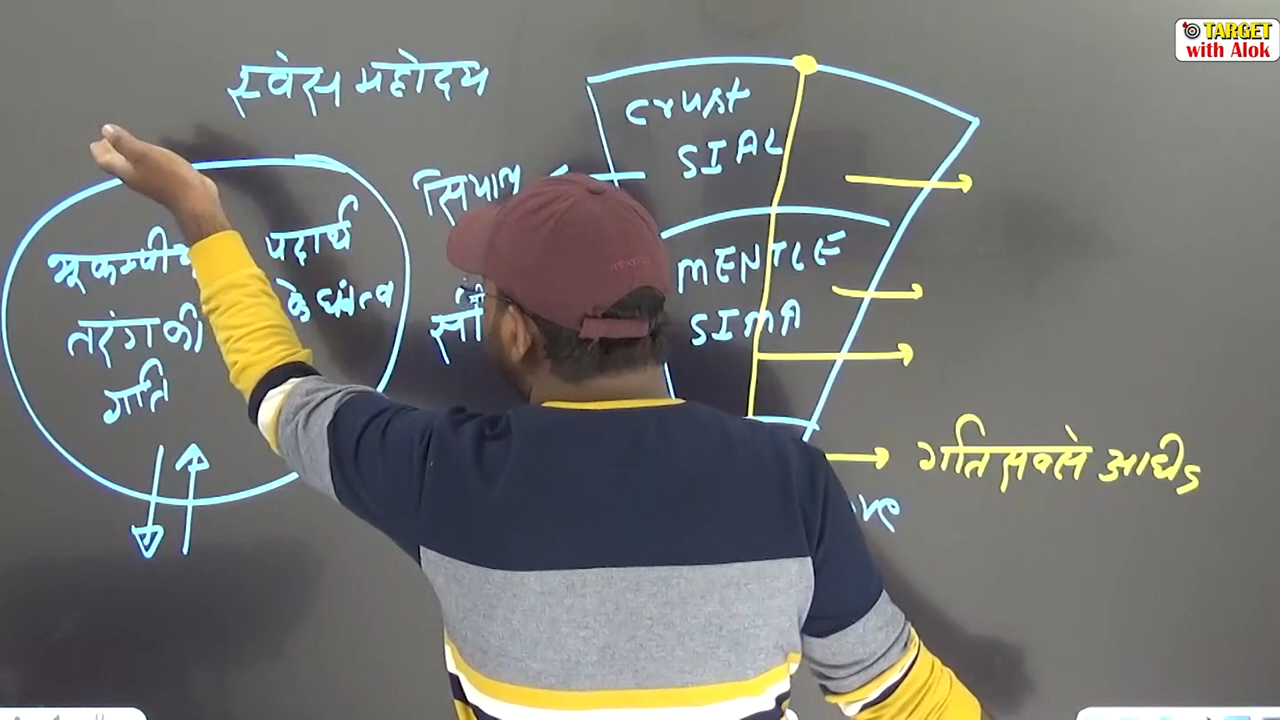 TARGET
with Alok
स्वेस महोदय
भूकम्पीय
तरंग की
गति
पदार्थ
के घनत्व
सियाल
Crust
SIAL
MENTLE
SIMA
गति सबसे अधिक